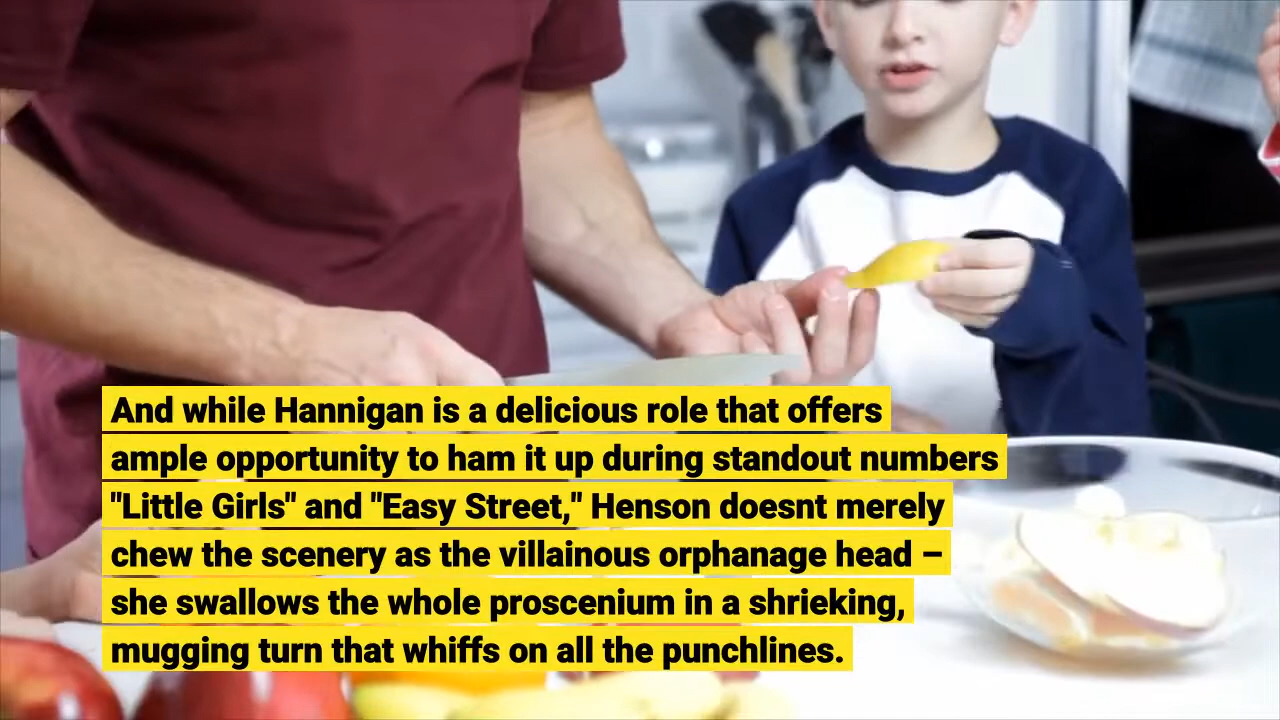 And while Hannigan is a delicious role that offers
ample opportunity to ham it up during standout numbers
"Little Girls" and "Easy Street," Henson doesnt merely
chew the scenery as the villainous orphanage head –
she swallows the whole proscenium in a shrieking,
mugging turn that whiffs on all the punchlines.